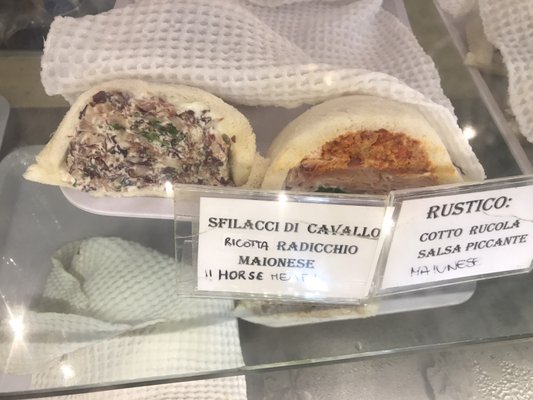 SFILACCI DI CAVALLO
RICOTTA RADICCHIO
MAIONESE
!! HORSE MEAT !
RUSTICO:
COTTO RUCOLA
SALSA PICCANTE
MAIONESE